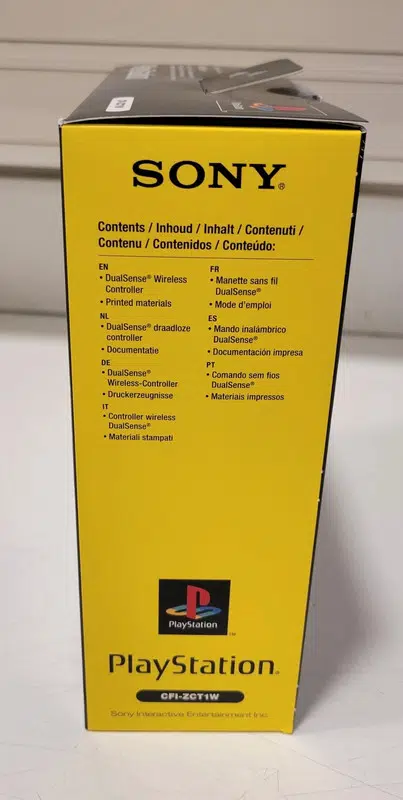 SONY®
Contents / Inhoud / Inhalt / Contenuti /
Contenu / Contenidos / Conteúdo:
EN
• DualSense® Wireless
Controller
• Printed materials
NL
• DualSense® draadloze
controller
• Documentatie
DE
• DualSense®
Wireless-Controller
• Druckerzeugnisse
IT
• Controller wireless
DualSense®
• Materiali stampati
FR
• Manette sans fil
DualSense®
• Mode d'emploi
ES
• Mando inalámbrico
DualSense®
• Documentación impresa
PT
• Comando sem fios
DualSense®
• Materiais impressos
PlayStation
TM
PlayStation®
CFI-ZCT1W
Sony Interactive Entertainment Inc.